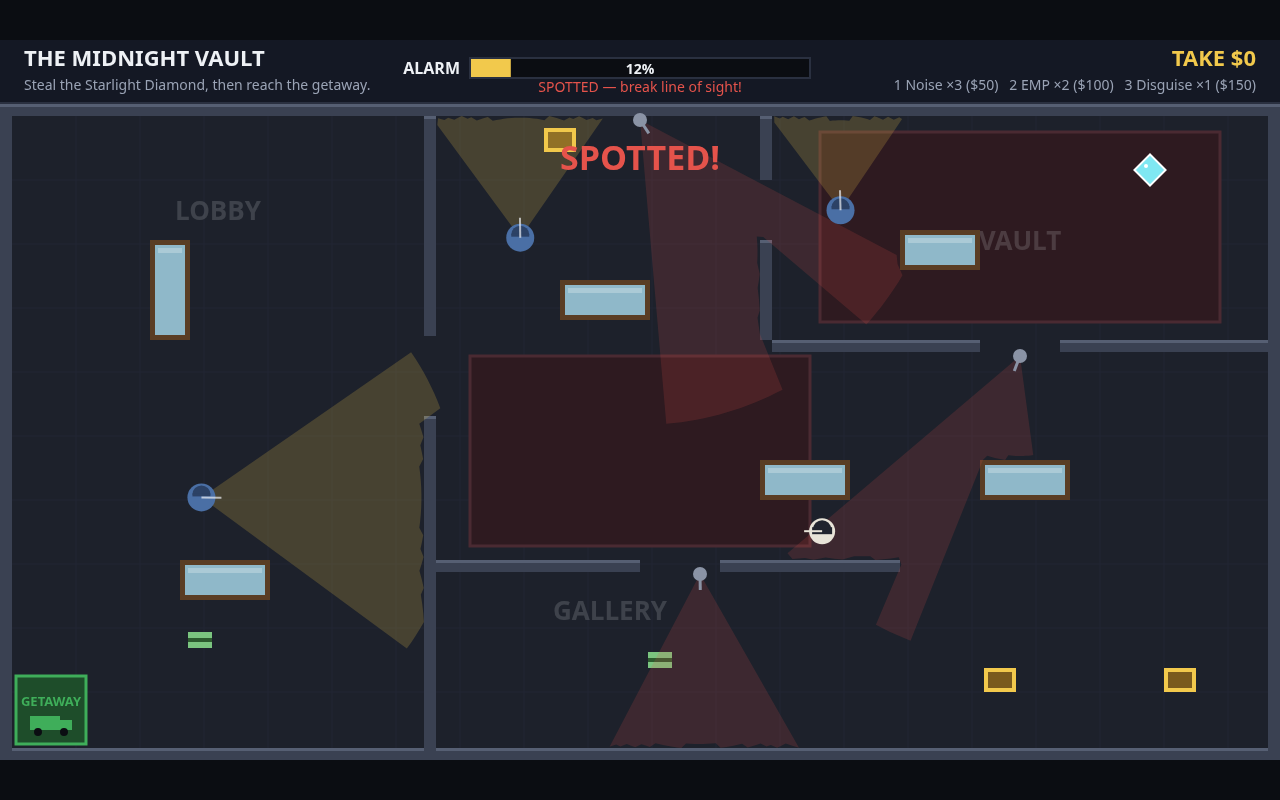 THE MIDNIGHT VAULT
Steal the Starlight Diamond, then reach the getaway.
ALARM
12%
SPOTTED — break line of sight!
TAKE $0
1 Noise ×3 ($50) 2 EMP ×2 ($100) 3 Disguise ×1 ($150)
SPOTTED!
LOBBY
VAULT
GALLERY
GETAWAY